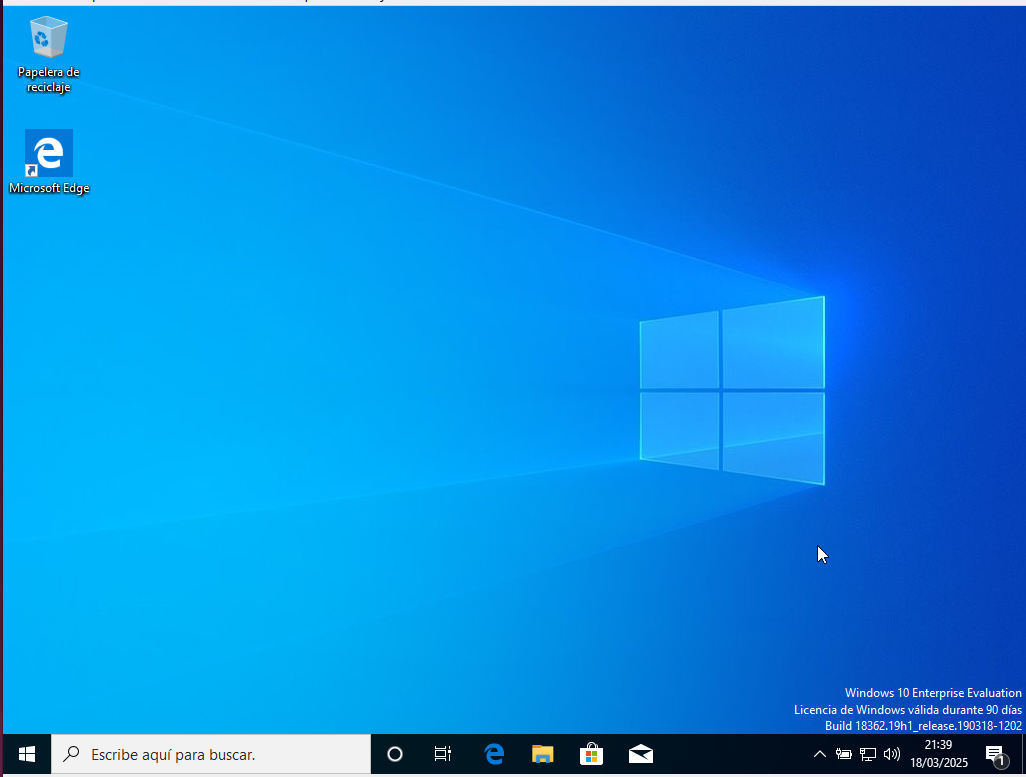 Papelera de
reciclaje
Microsoft Edge
Windows 10 Enterprise Evaluation
Licencia de Windows válida durante 90 días
Build 18362.19h1_release.190318-1202
Escribe aquí para buscar.
21:39
18/03/2025
1